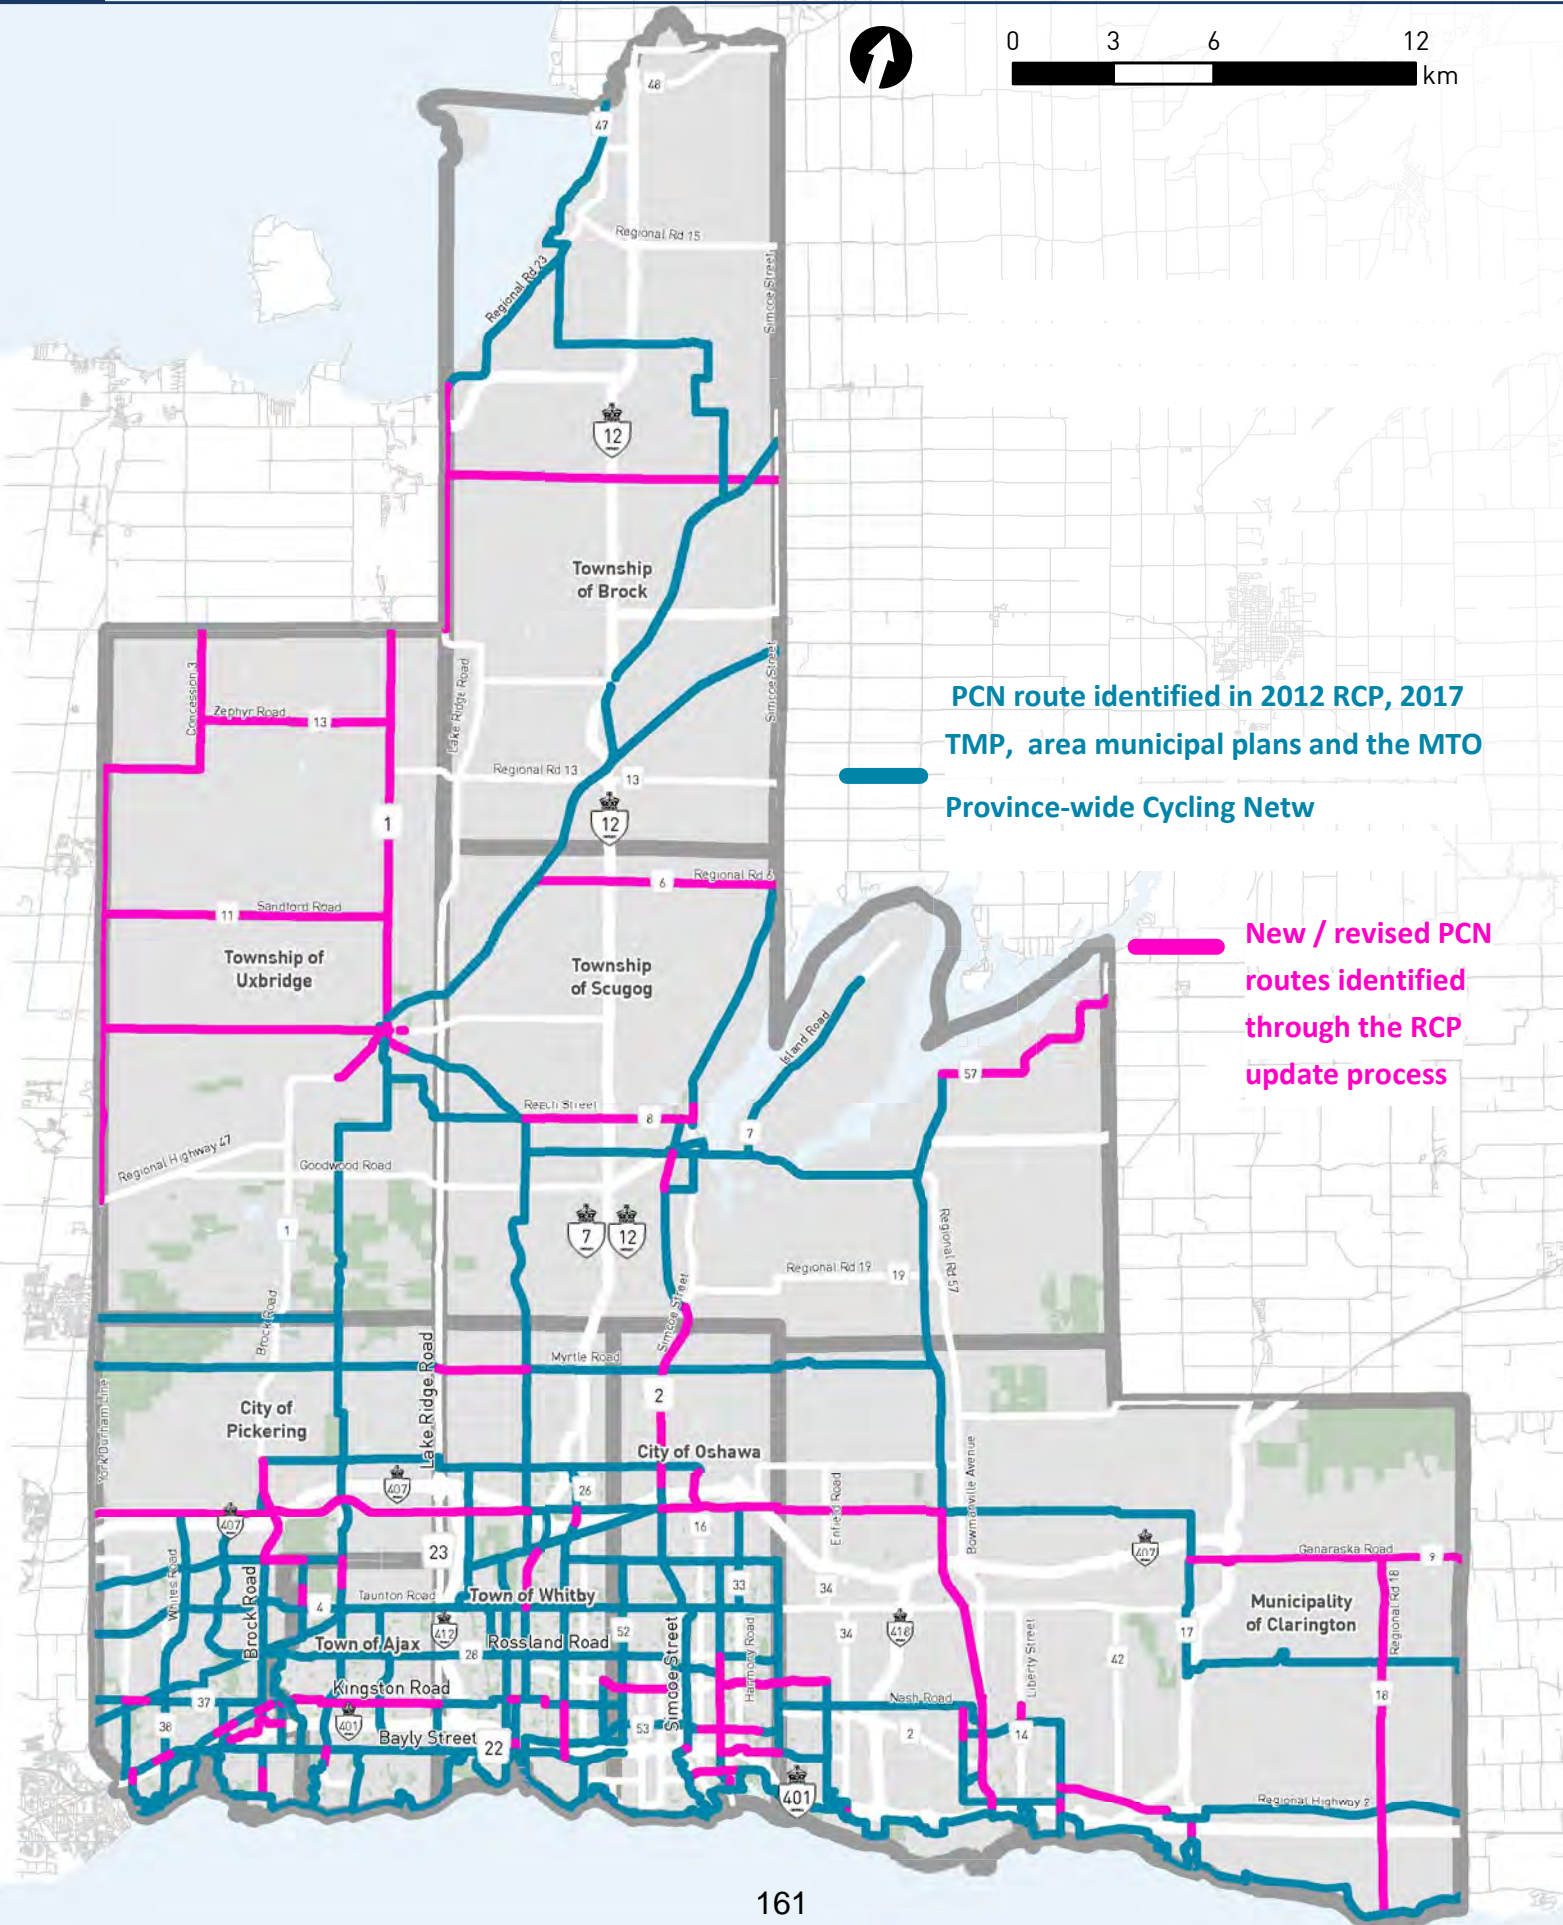 0 3 6 12
km
48
47
Regional Rd 15
Simcoe Street
Regional Rd 23
12
Township
of Brock
PCN route identified in 2012 RCP, 2017
TMP, area municipal plans and the MTO
Province-wide Cycling Netw
Concession 3
Zephyr Road
13
Lake Ridge Road
Simcoe Street
Regional Rd 13
13
1
12
Regional Rd 6
6
11
Sandford Road
New / revised PCN
routes identified
through the RCP
update process
Township of
Uxbridge
Township
of Scugog
Island Road
57
Reach Street
8
7
Regional Highway 47
Goodwood Road
1
7
12
Regional Rd 57
Regional Rd 19
19
Brock Road
Simcoe Street
Lake Ridge Road
Myrtle Road
York/Durham Line
2
City of
Pickering
City of Oshawa
407
26
Enfield Road
Bowmanville Avenue
407
16
23
407
Ganaraska Road
9
Whites Road
Brock Road
4
Taunton Road
Town of Whitby
33
34
Municipality
of Clarington
Regional Rd 18
Town of Ajax
412
Rossland Road
52
Simcoe Street
Harmony Road
34
418
Liberty Street
17
28
42
37
Kingston Road
Nash Road
18
38
401
Bayly Street
22
53
2
14
401
Regional Highway 2
161